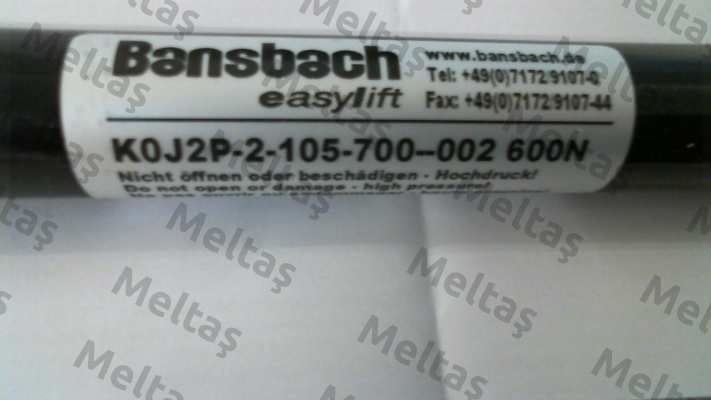 Bansbach
easylift
www.bansbach.de
Tel: +49(0)7172/9107-0
Fax: +49(0)7172/9107-44
K0J2P-2-105-700--002 600N
Nicht öffnen oder beschädigen - Hochdruck!
Do not open or damage - high pressure!
Meltaş